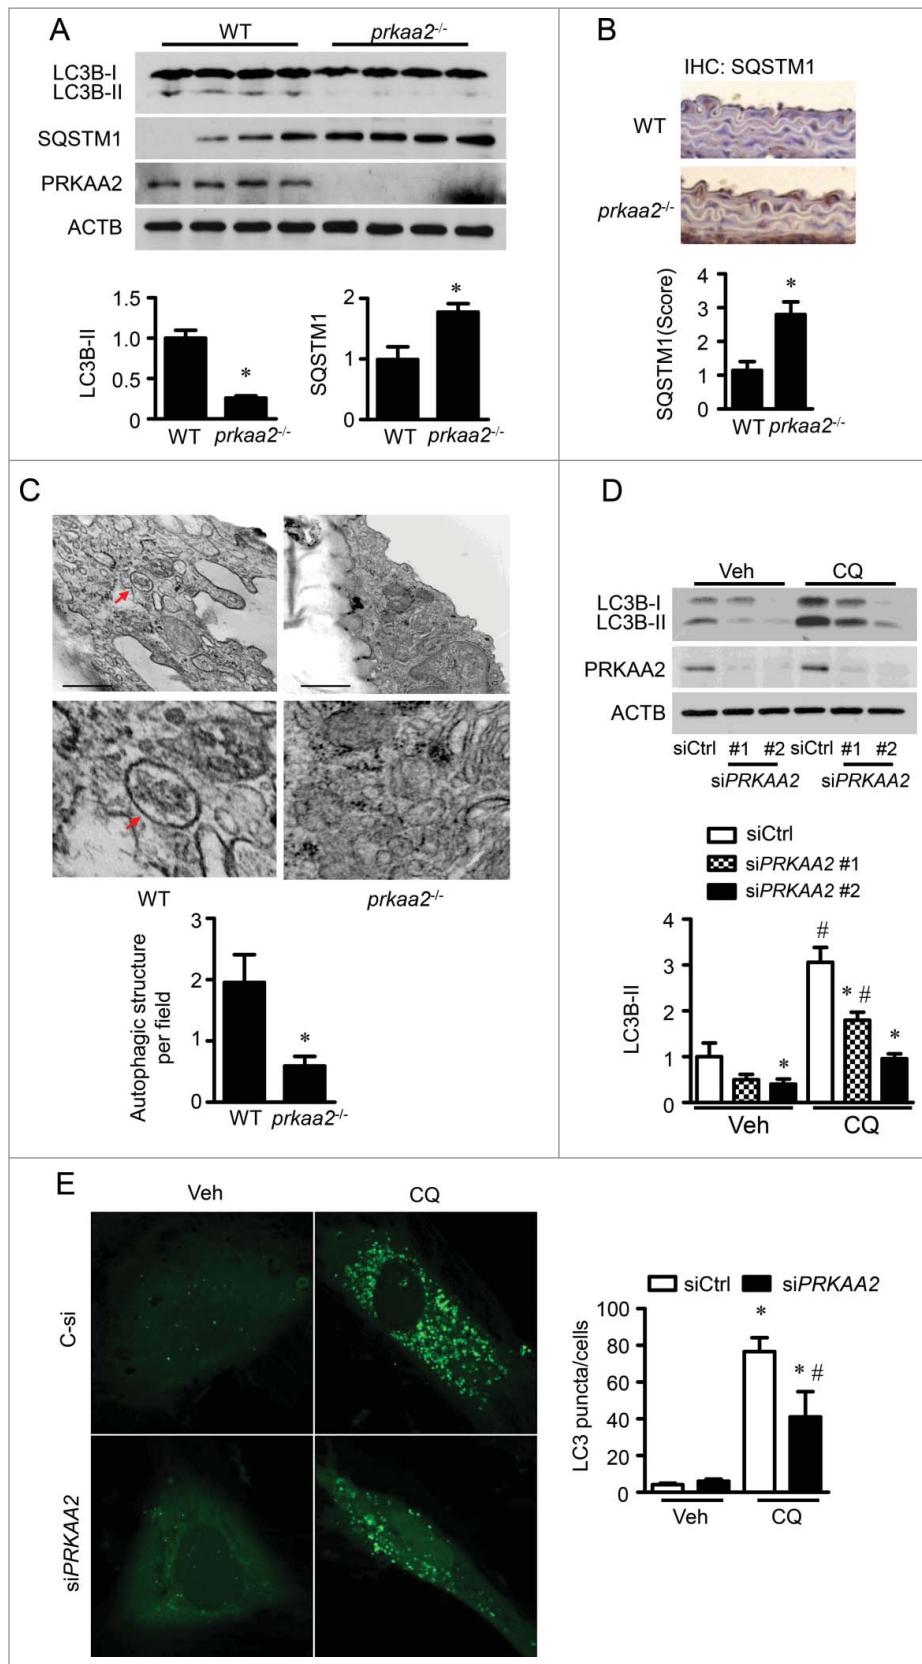 A
WT prkaa2-/-
LC3B-I
LC3B-II
SQSTM1
PRKAA2
ACTB
LC3B-II
1.5
1.0
0.5
0
*
WT prkaa2-/-
SQSTM1
2
1
0
*
WT prkaa2-/-
B
IHC: SQSTM1
WT
prkaa2-/-
SQSTM1(Score)
4
3
2
1
0
*
WT prkaa2-/-
C
WT prkaa2-/-
Autophagic structure
per field
3
2
1
0
*
WT prkaa2-/-
D
Veh CQ
LC3B-I
LC3B-II
PRKAA2
ACTB
siCtrl #1 #2 siCtrl #1 #2
siPRKAA2 siPRKAA2
siCtrl
siPRKAA2 #1
siPRKAA2 #2
LC3B-II
4
3
2
1
0
*
#
* #
*
Veh CQ
E
Veh CQ
C-si
siPRKAA2
siCtrl siPRKAA2
LC3 puncta/cells
100
80
60
40
20
0
*
* #
Veh CQ